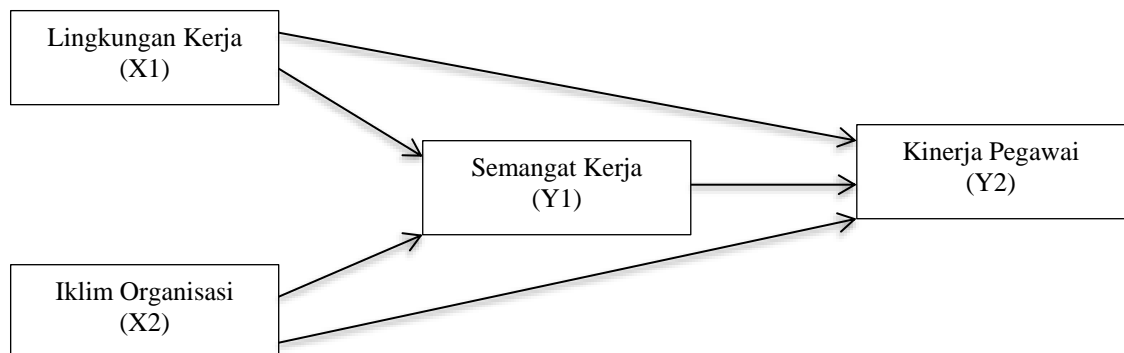 Lingkungan Kerja
(X1)
Semangat Kerja
(Y1)
Kinerja Pegawai
(Y2)
Iklim Organisasi
(X2)